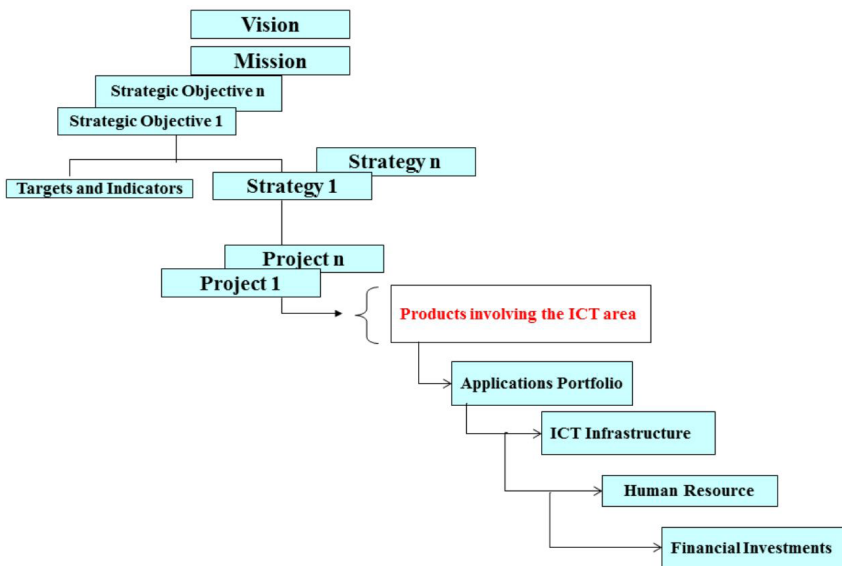 Vision
Mission
Strategic Objective n
Strategic Objective 1
Strategy n
Targets and Indicators
Strategy 1
Project n
Project 1
Products involving the ICT area
Applications Portfolio
ICT Infrastructure
Human Resource
Financial Investments